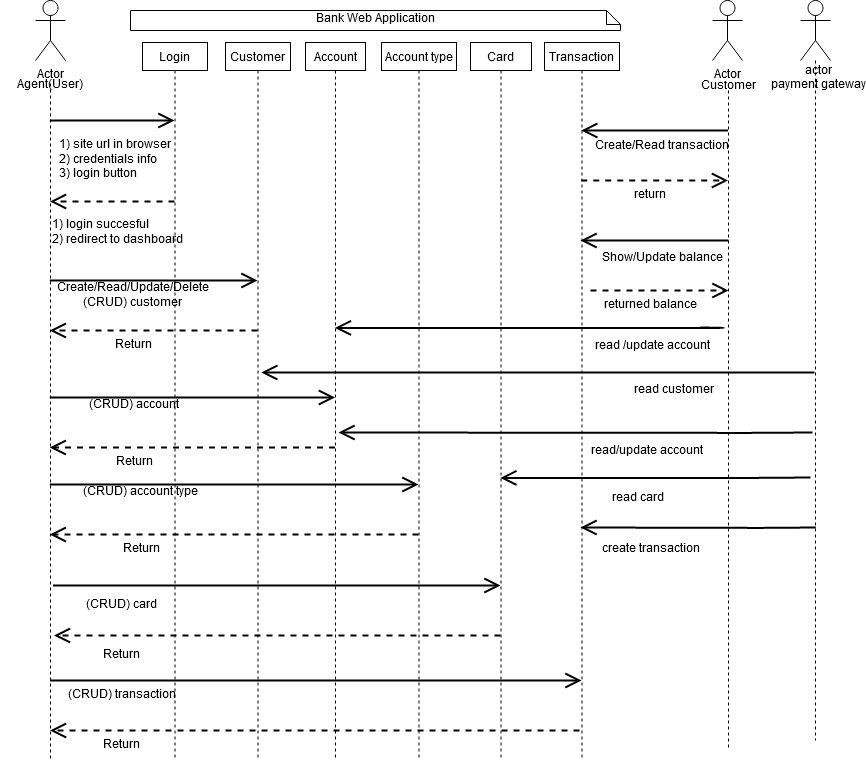 Bank Web Application
Login
Customer
Account
Account type
Card
Transaction
Actor
Agent(User)
Actor
Customer
actor
payment gateway
1) site url in browser
2) credentials info
3) login button
Create/Read transaction
return
1) login succesful
2) redirect to dashboard
Show/Update balance
Create/Read/Update/Delete
(CRUD) customer
returned balance
Return
read /update account
read customer
(CRUD) account
read/update account
Return
(CRUD) account type
read card
Return
create transaction
(CRUD) card
Return
(CRUD) transaction
Return